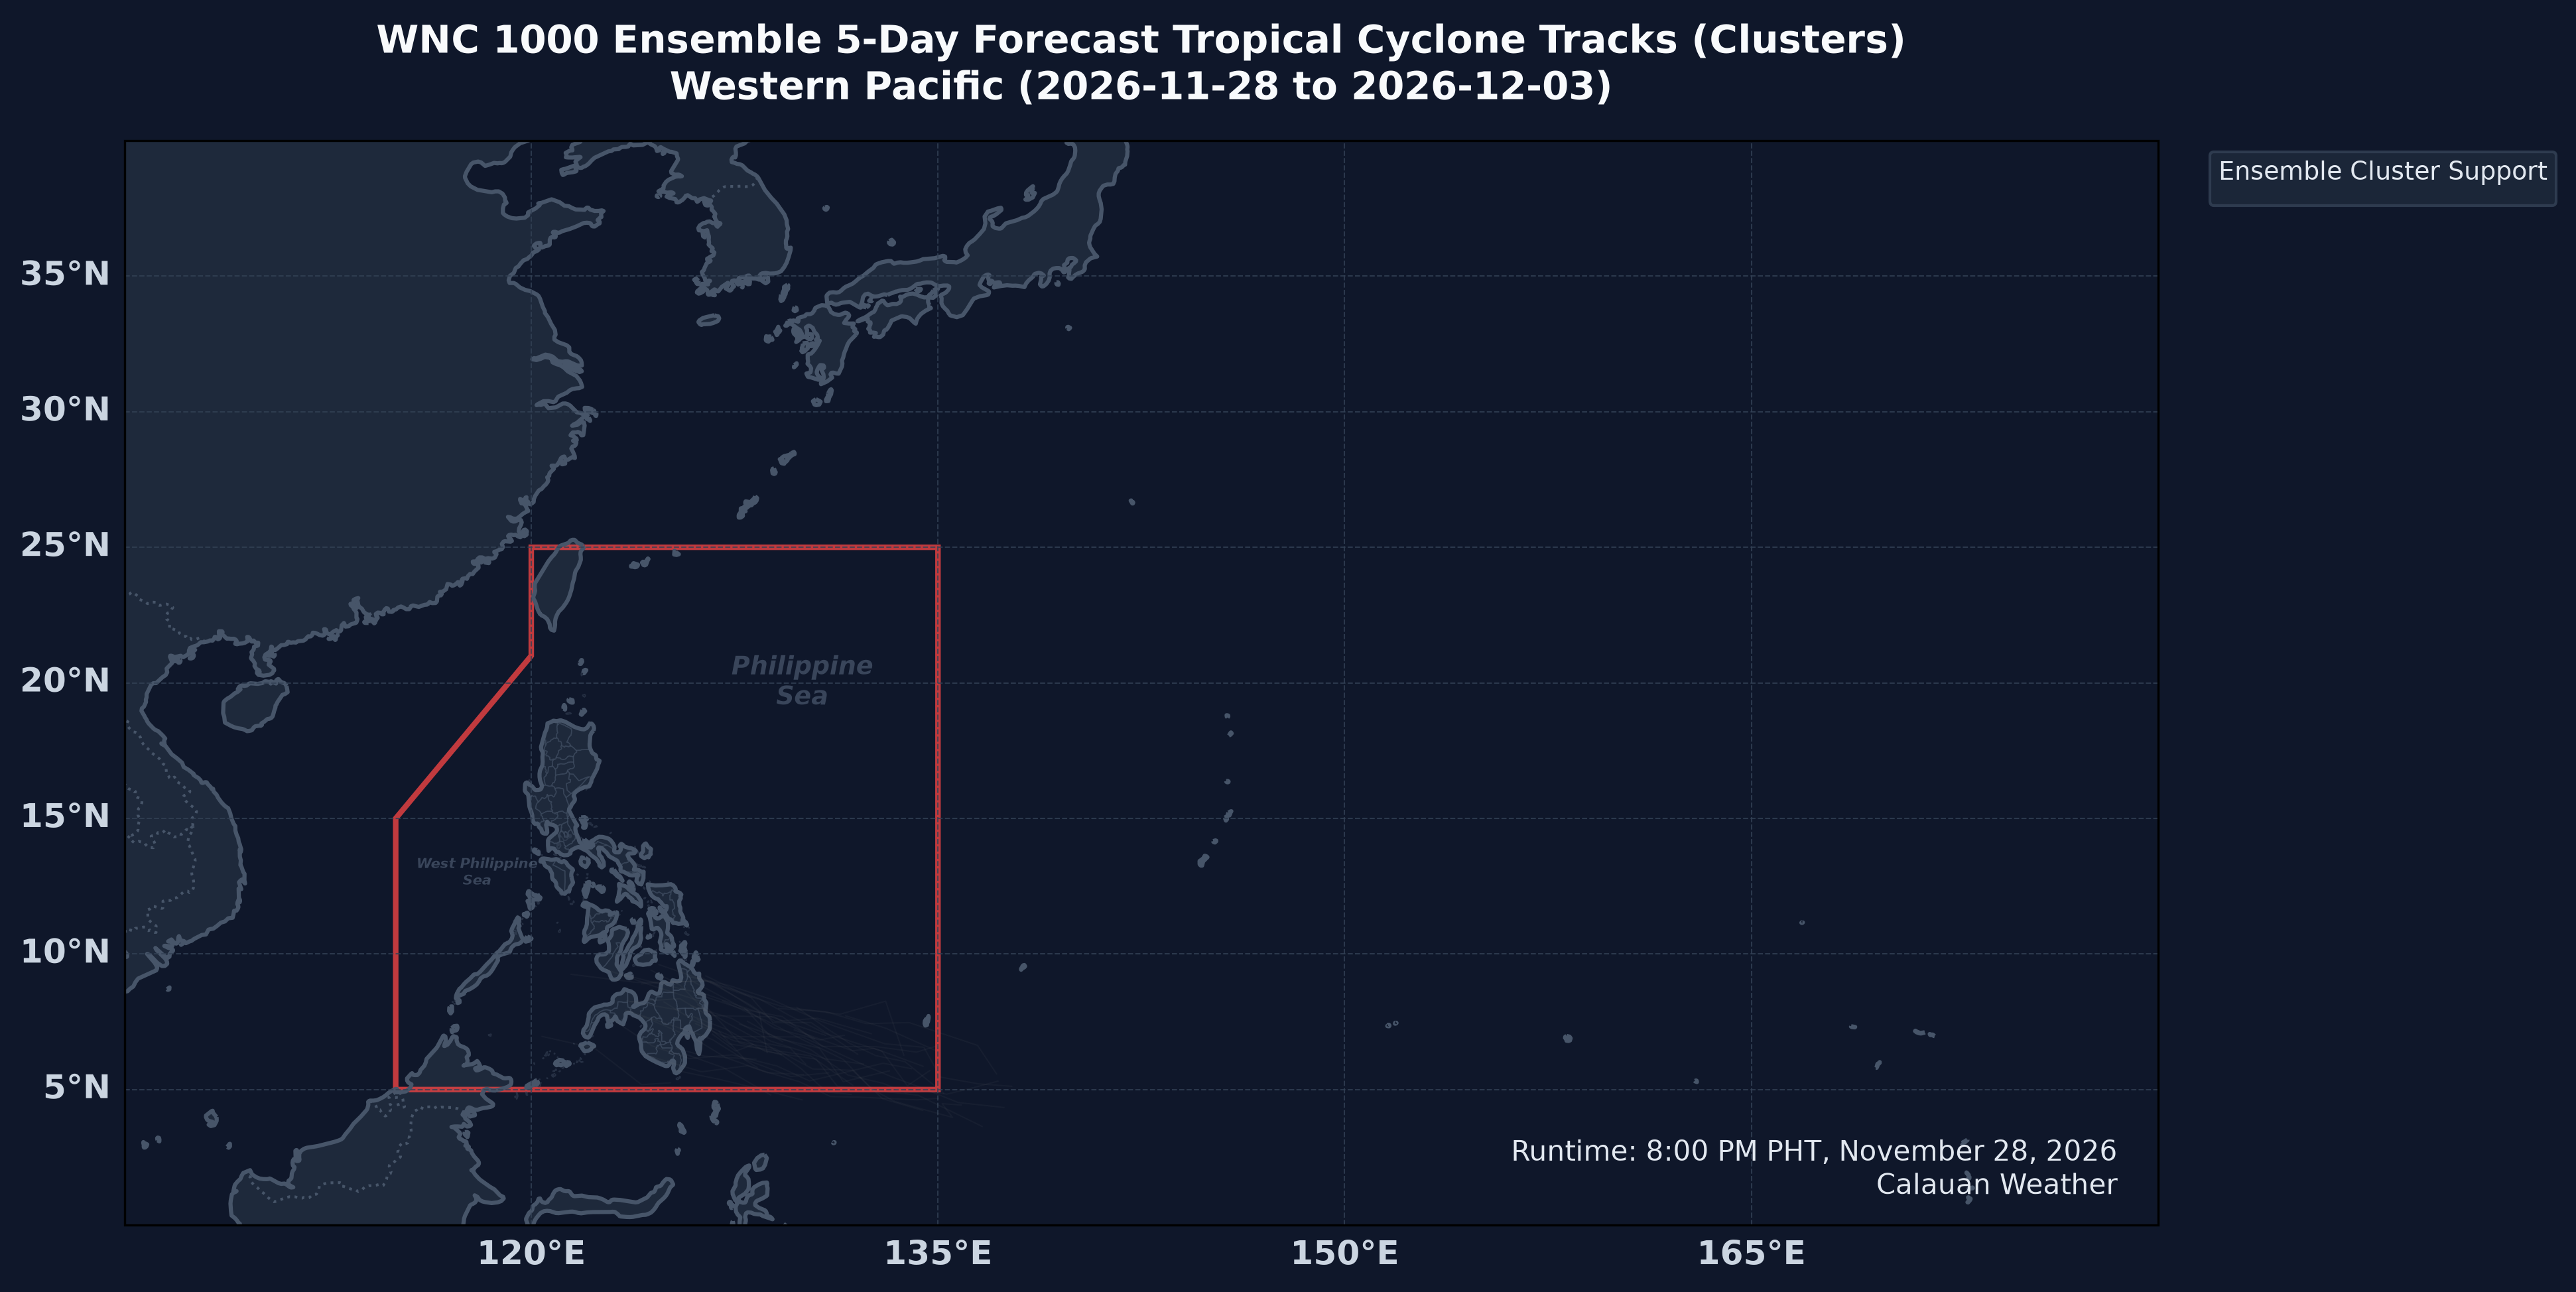 WNC 1000 Ensemble 5-Day Forecast Tropical Cyclone Tracks (Clusters)
Western Pacific (2026-11-28 to 2026-12-03)
Ensemble Cluster Support
35°N
30°N
25°N
20°N
15°N
10°N
5°N
Philippine
Sea
West Philippine
Sea
Runtime: 8:00 PM PHT, November 28, 2026
Calauan Weather
120°E
135°E
150°E
165°E